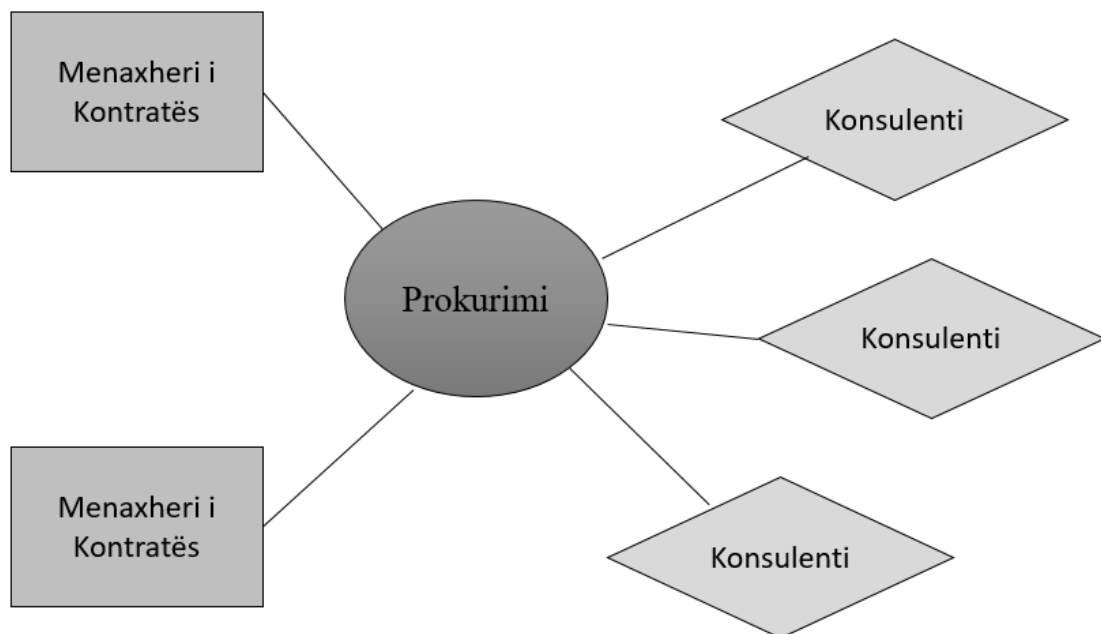 Menaxheri i
Kontratës
Konsulenti
Prokurimi
Konsulenti
Menaxheri i
Kontratës
Konsulenti